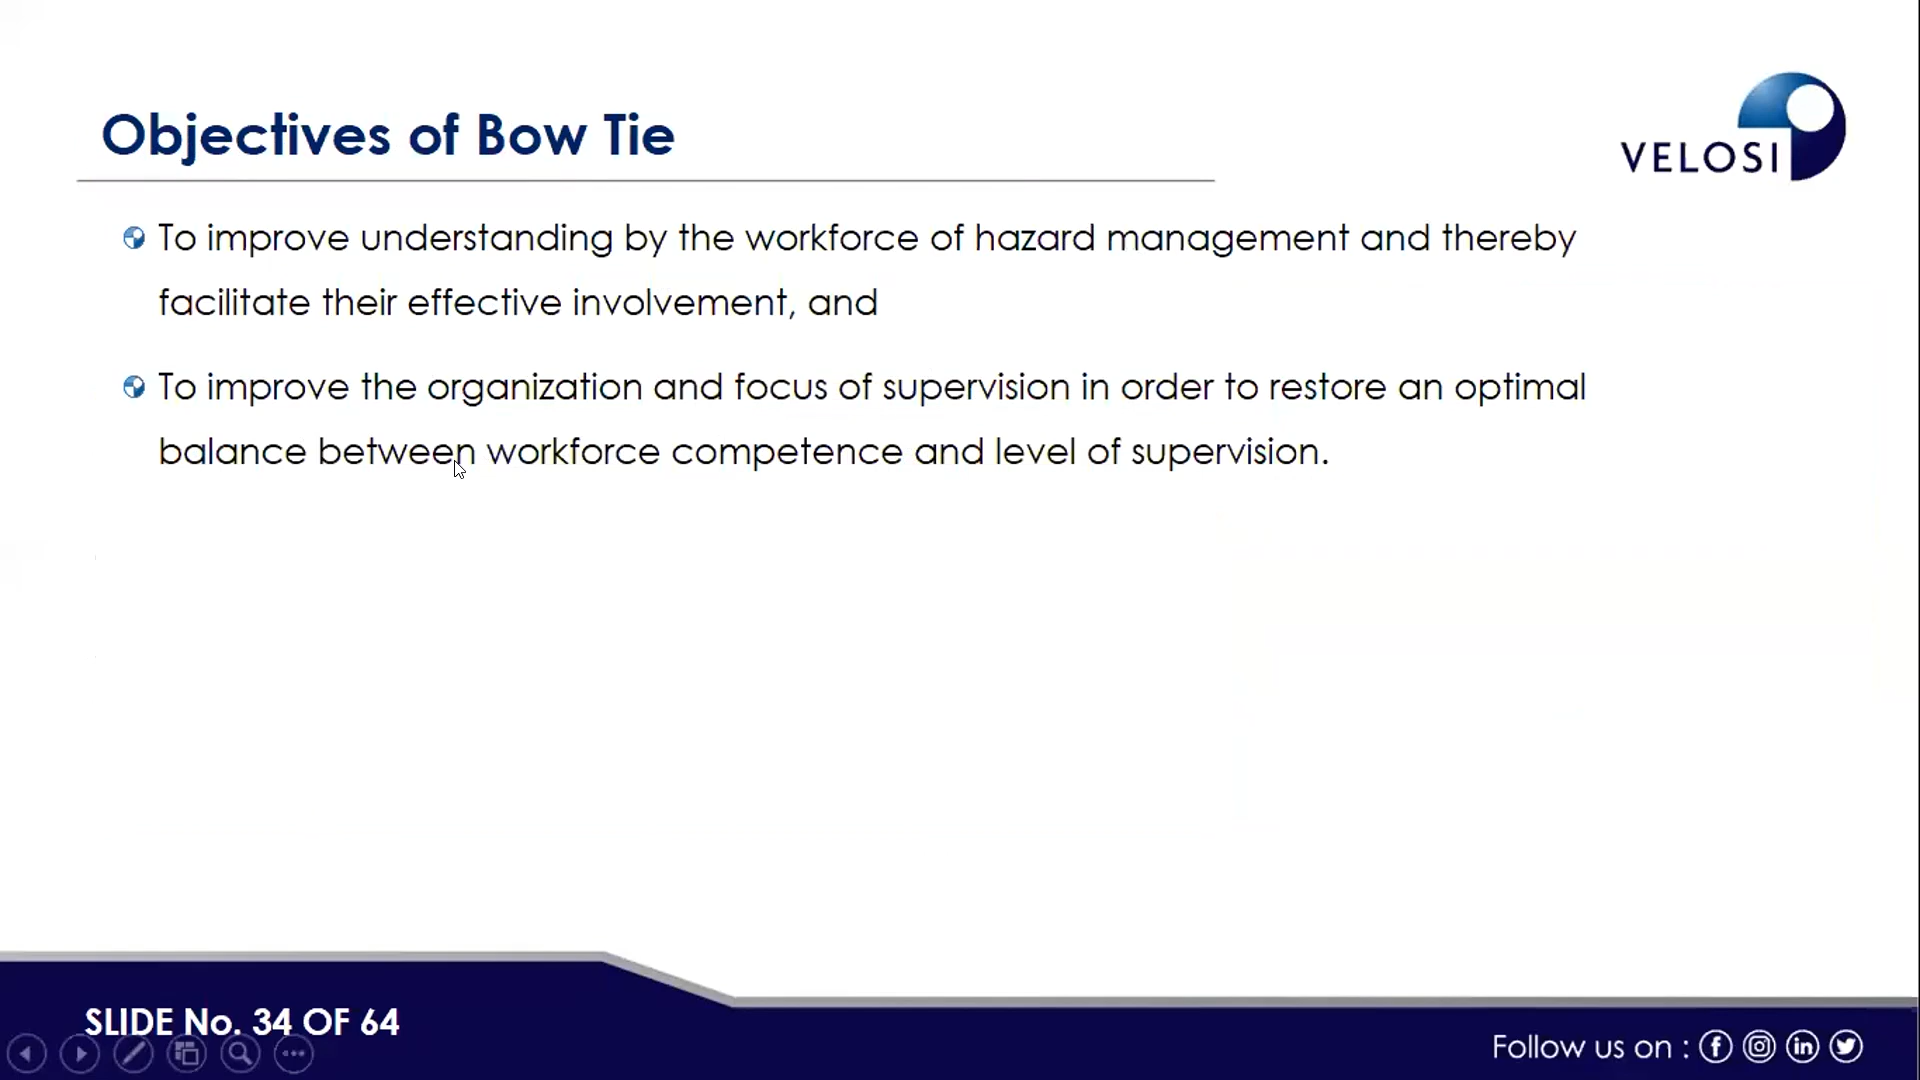 Objectives of Bow Tie
VELOSI
To improve understanding by the workforce of hazard management and thereby
facilitate their effective involvement, and
To improve the organization and focus of supervision in order to restore an optimal
balance between workforce competence and level of supervision.
SLIDE No. 34 OF 64
Follow us on :